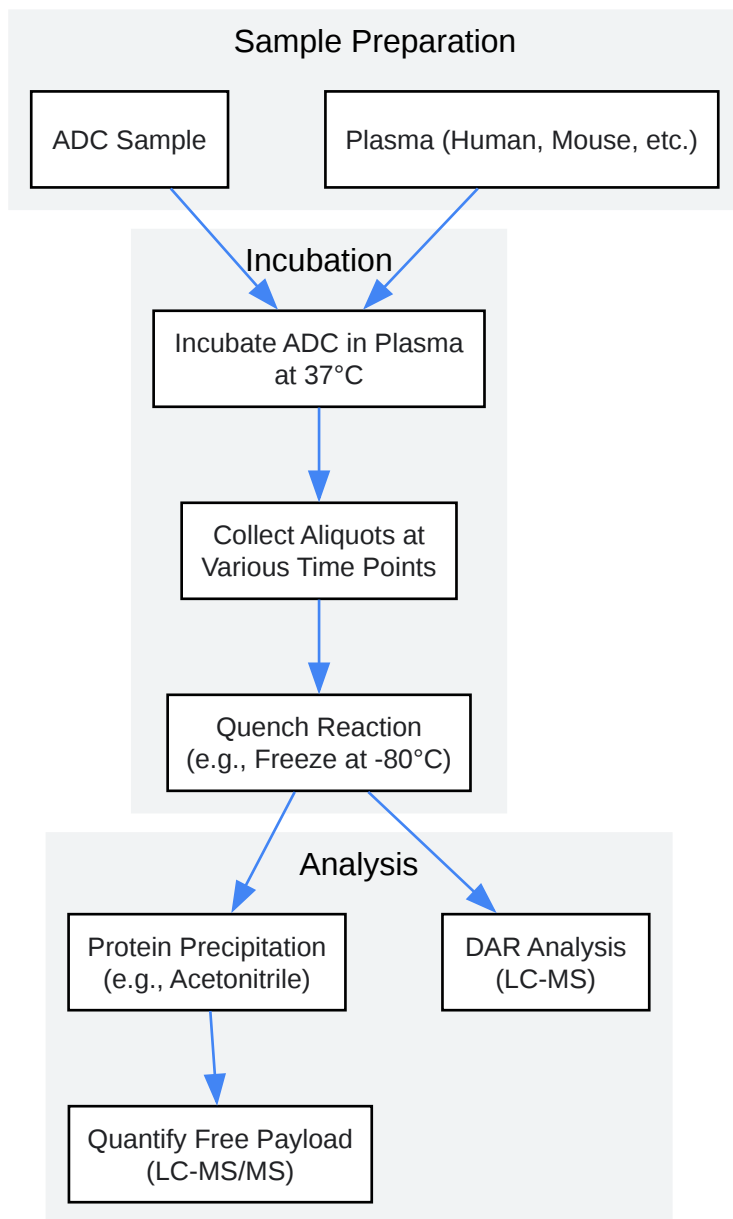 Sample Preparation
ADC Sample
Plasma (Human, Mouse, etc.)
Incubation
Incubate ADC in Plasma
at 37°C
Collect Aliquots at
Various Time Points
Quench Reaction
(e.g., Freeze at -80°C)
Analysis
Protein Precipitation
(e.g., Acetonitrile)
DAR Analysis
(LC-MS)
Quantify Free Payload
(LC-MS/MS)